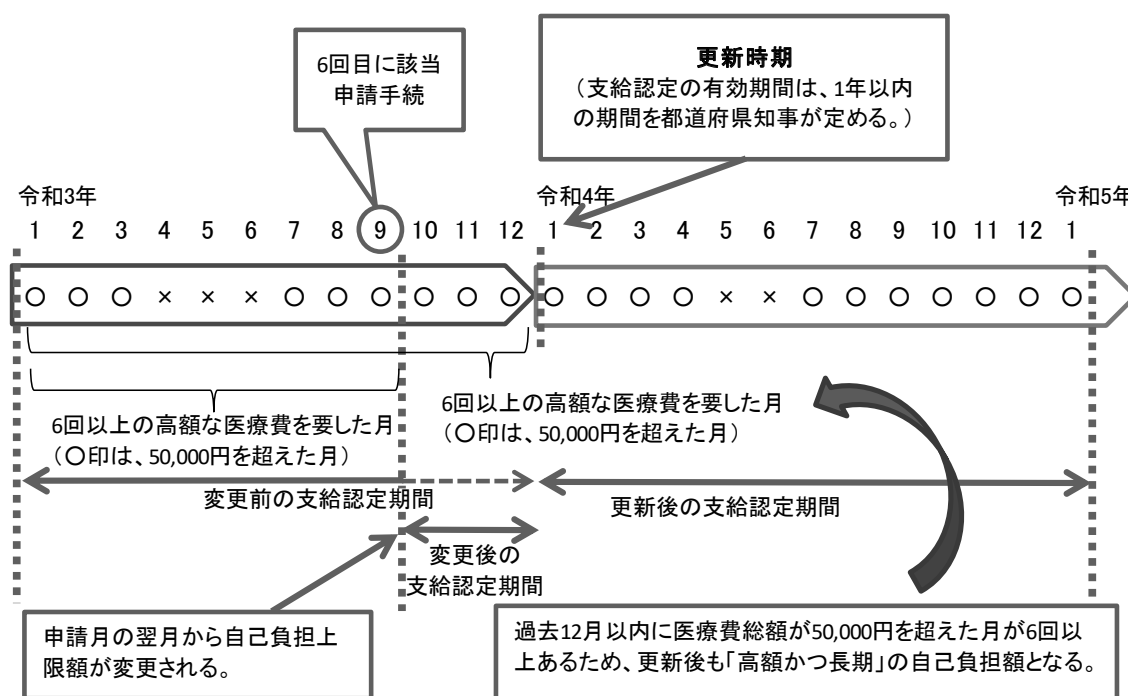 6回目に該当
申請手続
更新時期
（支給認定の有効期間は、1年以内
の期間を都道府県知事が定める。）
令和3年
令和4年
令和5年
1 2 3 4 5 6 7 8 9 10 11 12 1 2 3 4 5 6 7 8 9 10 11 12 1
○ ○ ○ × × × ○ ○ ○ ○ ○ ○ ○ ○ ○ ○ × × ○ ○ ○ ○ ○ ○ ○
6回以上の高額な医療費を要した月
（○印は、50,000円を超えた月）
6回以上の高額な医療費を要した月
（○印は、50,000円を超えた月）
変更前の支給認定期間
更新後の支給認定期間
変更後の
支給認定期間
申請月の翌月から自己負担上
限額が変更される。
過去12月以内に医療費総額が50,000円を超えた月が6回以
上あるため、更新後も「高額かつ長期」の自己負担額となる。